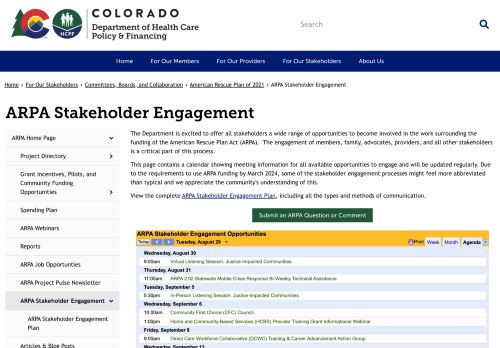 COLORADO
Department of Health Care
Policy & Financing
HCPF
Search
Home For Our Members For Our Providers For Our Stakeholders About Us
Home › For Our Stakeholders › Committees, Boards, and Collaboration › American Rescue Plan of 2021 › ARPA Stakeholder Engagement
ARPA Stakeholder Engagement
ARPA Home Page
Project Directory
Grant Incentives, Pilots, and
Community Funding
Opportunities
Spending Plan
ARPA Webinars
Reports
ARPA Job Opportunties
ARPA Project Pulse Newsletter
ARPA Stakeholder Engagement
ARPA Stakeholder Engagement
Plan
Articles & Blog Posts
The Department is excited to offer all stakeholders a wide range of opportunities to become involved in the work surrounding the
funding of the American Rescue Plan Act (ARPA). The engagement of members, family, advocates, providers, and all other stakeholders
is a critical part of this process.
This page contains a calendar showing meeting information for all available opportunities to engage and will be updated regularly. Due
to the requirements to use ARPA funding by March 2024, some of the stakeholder engagement processes might feel more abbreviated
than typical and we appreciate the community's understanding of this.
View the complete ARPA Stakeholder Engagement Plan, including all the types and methods of communication.
Submit an ARPA Question or Comment
ARPA Stakeholder Engagement Opportunities
Today Tuesday, August 29 Print Week Month Agenda
Wednesday, August 30
9:00am Virtual Listening Session: Justice-Impacted Communities
Thursday, August 31
11:00am ARPA 2.02 Statewide Mobile Crisis Response Bi-Weekly Technical Assistance
Tuesday, September 5
5:30pm In-Person Listening Session: Justice-Impacted Communities
Wednesday, September 6
10:00am Community First Choice (CFC) Council
1:00pm Home and Community-Based Services (HCBS) Provider Training Grant Informational Webinar
Friday, September 8
9:00am Direct Care Workforce Collaborative (DCWC) Training & Career Advancement Action Group
Wednesday, September 13